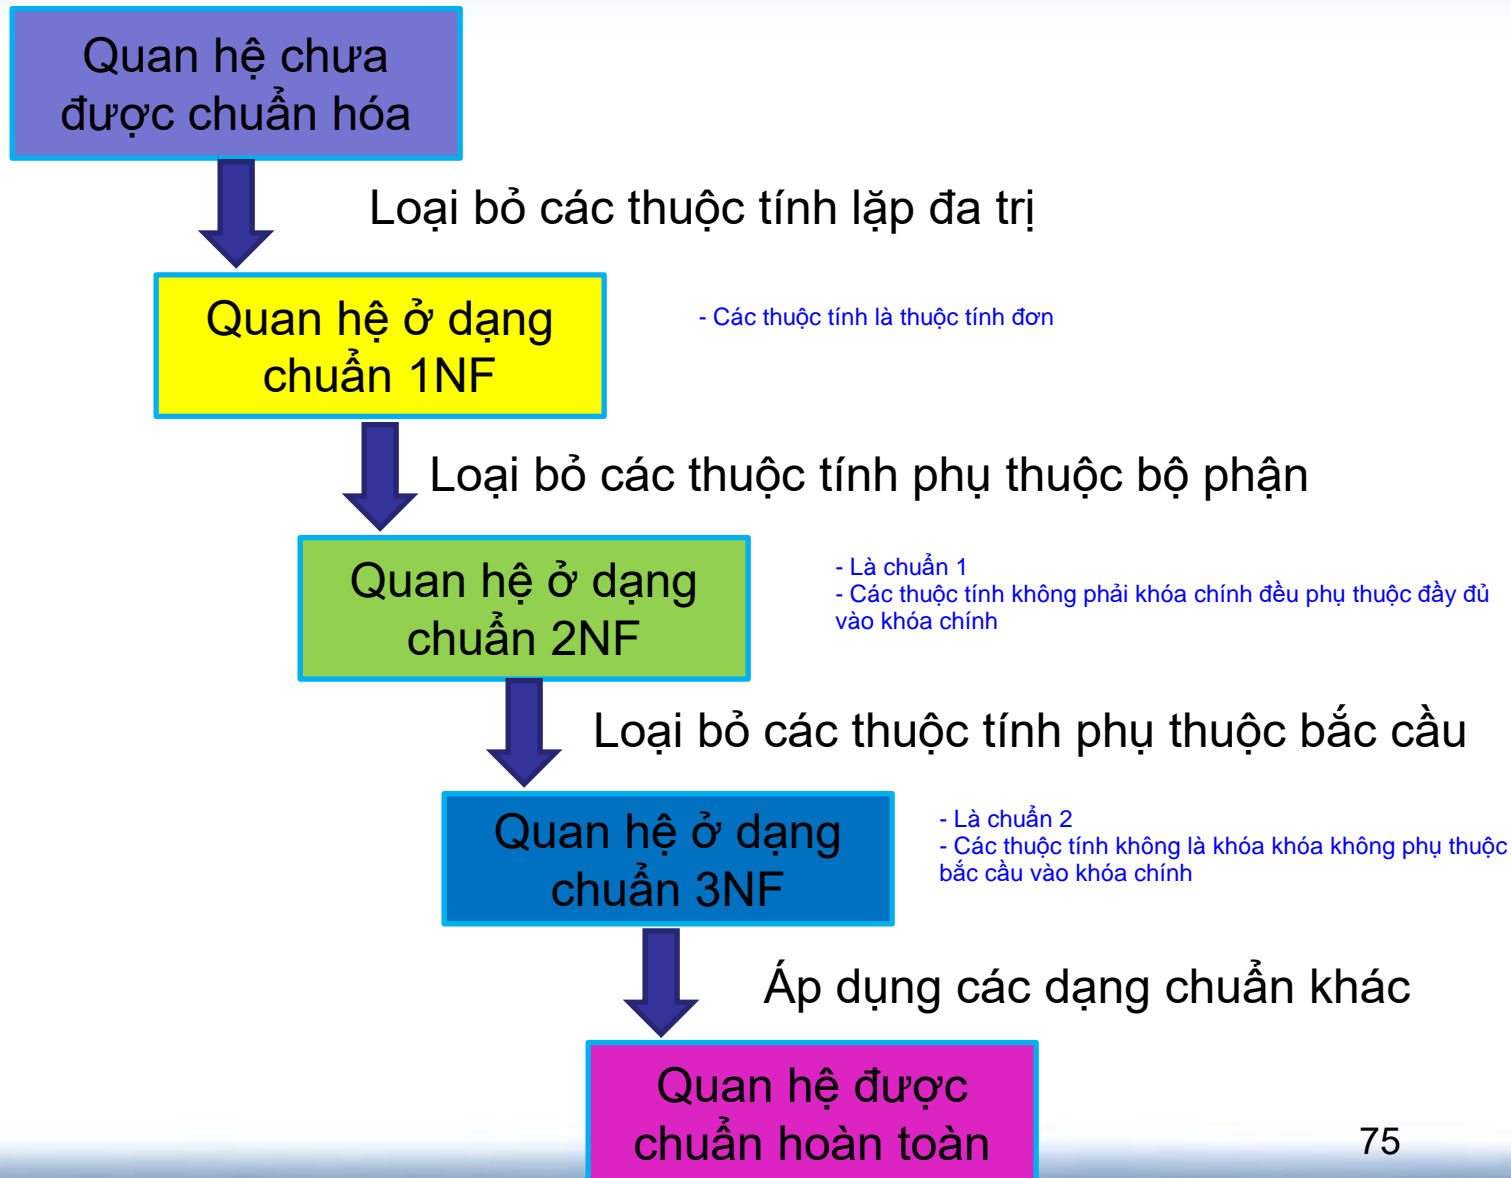 Quan hệ chưa
được chuẩn hóa
Loại bỏ các thuộc tính lặp đa trị
Quan hệ ở dạng
chuẩn 1NF
- Các thuộc tính là thuộc tính đơn
Loại bỏ các thuộc tính phụ thuộc bộ phận
Quan hệ ở dạng
chuẩn 2NF
- Là chuẩn 1
- Các thuộc tính không phải khóa chính đều phụ thuộc đầy đủ
vào khóa chính
Loại bỏ các thuộc tính phụ thuộc bắc cầu
Quan hệ ở dạng
chuẩn 3NF
- Là chuẩn 2
- Các thuộc tính không là khóa khóa không phụ thuộc
bắc cầu vào khóa chính
Áp dụng các dạng chuẩn khác
Quan hệ được
chuẩn hoàn toàn
75